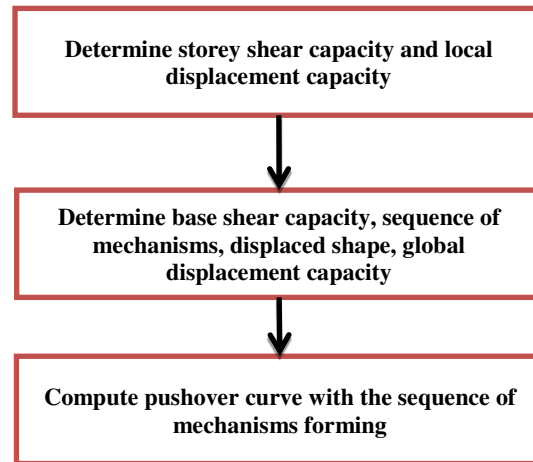 Determine storey shear capacity and local
displacement capacity
Determine base shear capacity, sequence of
mechanisms, displaced shape, global
displacement capacity
Compute pushover curve with the sequence of
mechanisms forming